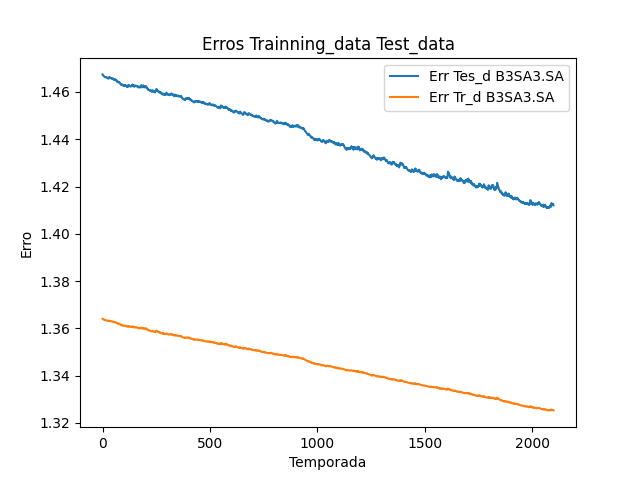 Erros Trainning_data Test_data
Err Tes_d B3SA3.SA
Err Tr_d B3SA3.SA
Erro
1.46
1.44
1.42
1.40
1.38
1.36
1.34
1.32
0
500
1000
1500
2000
Temporada